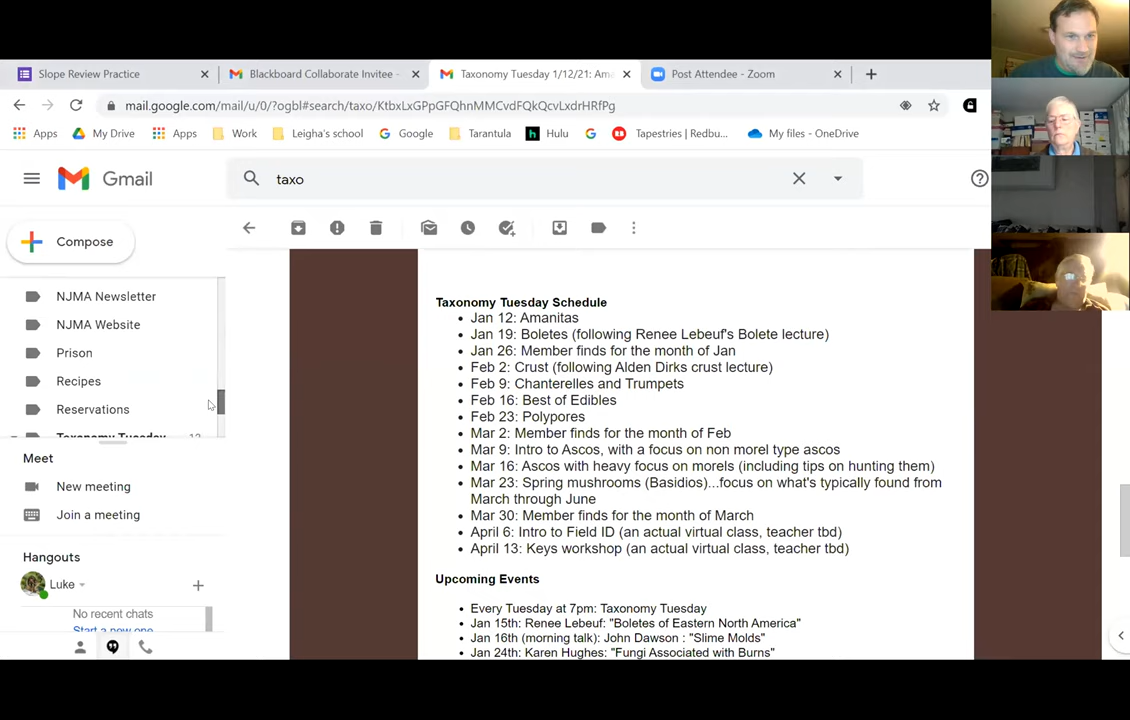 Slope Review Practice
Blackboard Collaborate Invitee -
Taxonomy Tuesday 1/12/21: Ama
Post Attendee - Zoom
mail.google.com/mail/u/0/?ogbl#search/taxo/KtbxLxGPpGFQhnMMCvdFQkQcvLxdrHRfPg
Apps
My Drive
Apps
Work
Leigha's school
Google
Tarantula
Hulu
Tapestries | Redbu...
My files - OneDrive
Gmail
taxo
Compose
NJMA Newsletter
NJMA Website
Prison
Recipes
Reservations
Taxonomy Tuesday 12
Meet
New meeting
Join a meeting
Hangouts
Luke
No recent chats
Start a new one
Taxonomy Tuesday Schedule
Jan 12: Amanitas
Jan 19: Boletes (following Renee Lebeuf's Bolete lecture)
Jan 26: Member finds for the month of Jan
Feb 2: Crust (following Alden Dirks crust lecture)
Feb 9: Chanterelles and Trumpets
Feb 16: Best of Edibles
Feb 23: Polypores
Mar 2: Member finds for the month of Feb
Mar 9: Intro to Ascos, with a focus on non morel type ascos
Mar 16: Ascos with heavy focus on morels (including tips on hunting them)
Mar 23: Spring mushrooms (Basidios)...focus on what's typically found from
March through June
Mar 30: Member finds for the month of March
April 6: Intro to Field ID (an actual virtual class, teacher tbd)
April 13: Keys workshop (an actual virtual class, teacher tbd)
Upcoming Events
Every Tuesday at 7pm: Taxonomy Tuesday
Jan 15th: Renee Lebeuf: "Boletes of Eastern North America"
Jan 16th (morning talk): John Dawson : "Slime Molds"
Jan 24th: Karen Hughes: "Fungi Associated with Burns"